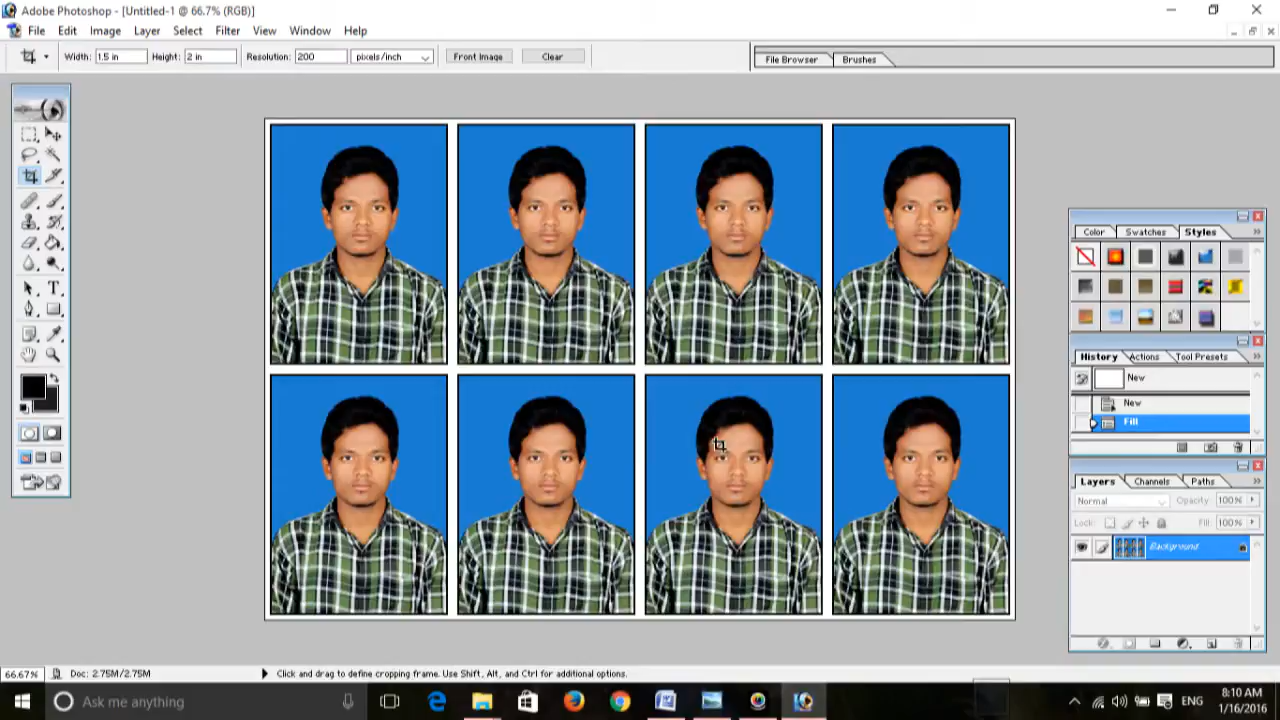 Adobe Photoshop - [Untitled-1 @ 66.7% (RGB)]
File Edit Image Layer Select Filter View Window Help
Width: 1.5 in Height: 2 in Resolution: 200 pixels/inch Front Image Clear File Browser Brushes
Color Swatches Styles
History Actions Tool Presets
New
New
Fill
Layers Channels Paths
Normal Opacity: 100%
Lock: Fill: 100%
Background
66.67% Doc: 2.75M/2.75M Click and drag to define cropping frame. Use Shift, Alt, and Ctrl for additional options.
Ask me anything ENG 8:10 AM
1/16/2016